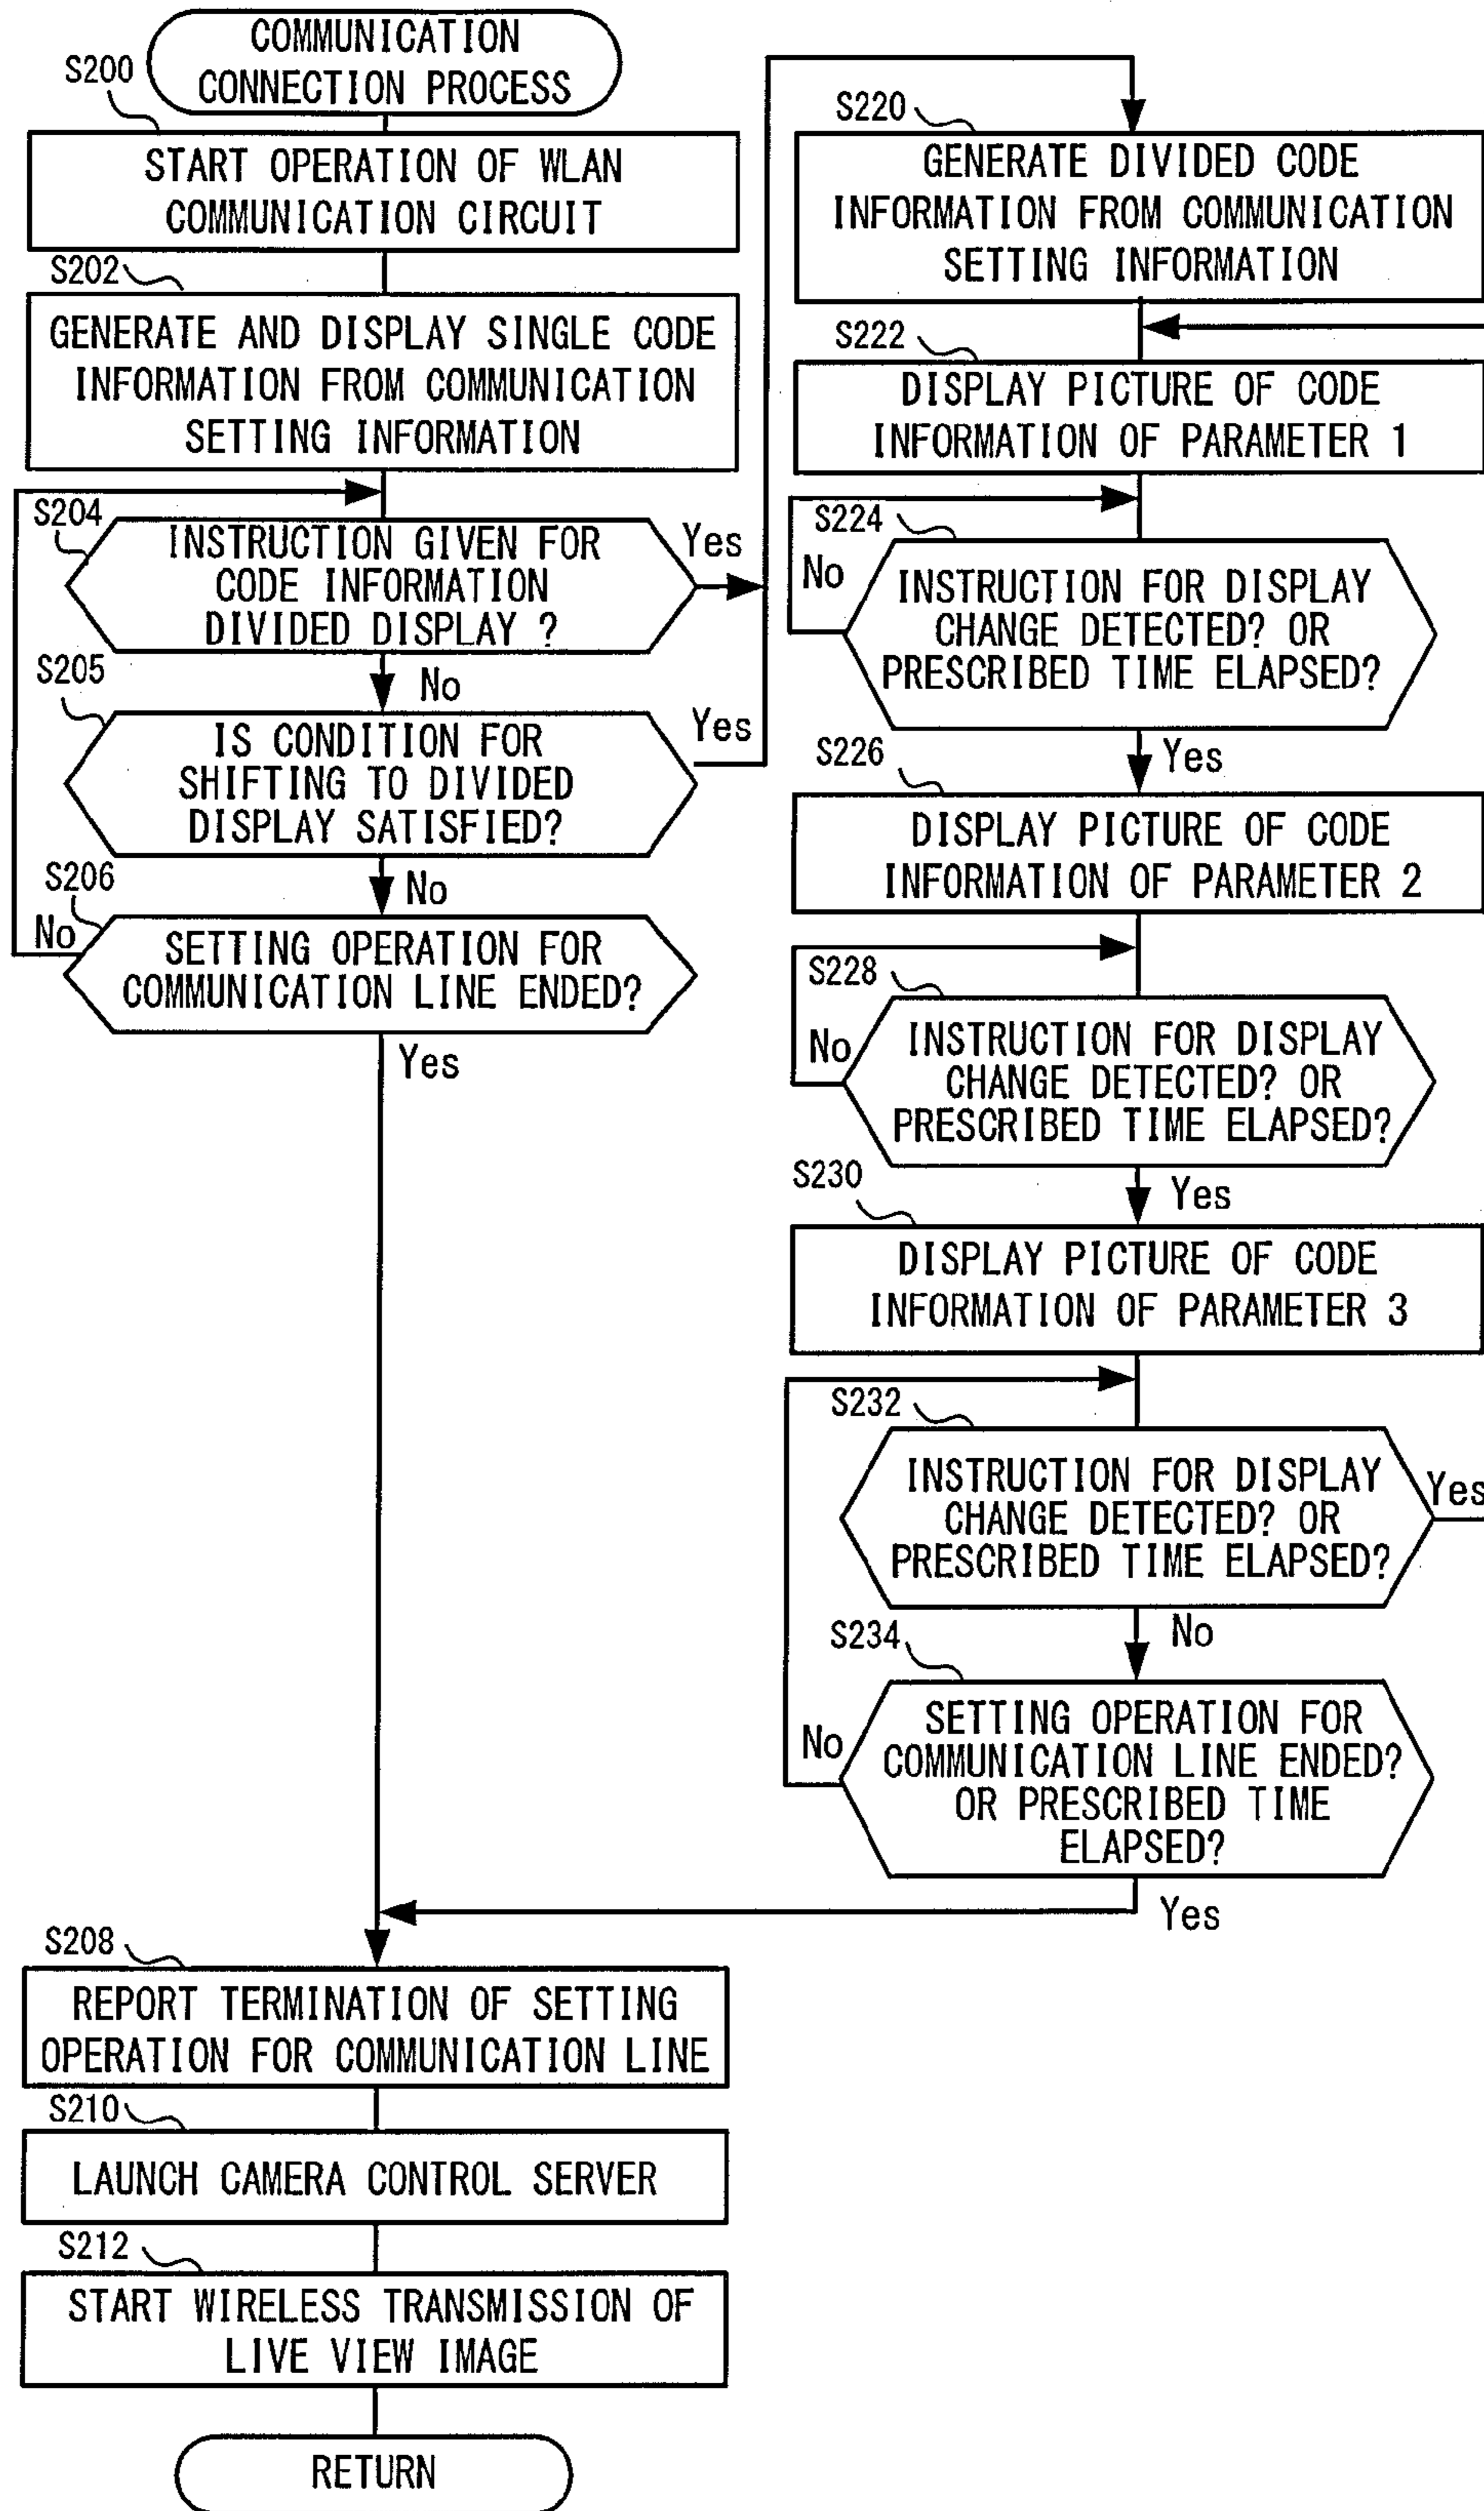 COMMUNICATION
CONNECTION PROCESS
S200
START OPERATION OF WLAN
COMMUNICATION CIRCUIT
S202
GENERATE AND DISPLAY SINGLE CODE
INFORMATION FROM COMMUNICATION
SETTING INFORMATION
S204
INSTRUCTION GIVEN FOR
CODE INFORMATION
DIVIDED DISPLAY ?
Yes
No
S205
IS CONDITION FOR
SHIFTING TO DIVIDED
DISPLAY SATISFIED?
Yes
No
S206
No
SETTING OPERATION FOR
COMMUNICATION LINE ENDED?
Yes
S220
GENERATE DIVIDED CODE
INFORMATION FROM COMMUNICATION
SETTING INFORMATION
S222
DISPLAY PICTURE OF CODE
INFORMATION OF PARAMETER 1
S224
No
INSTRUCTION FOR DISPLAY
CHANGE DETECTED? OR
PRESCRIBED TIME ELAPSED?
Yes
S226
DISPLAY PICTURE OF CODE
INFORMATION OF PARAMETER 2
S228
No
INSTRUCTION FOR DISPLAY
CHANGE DETECTED? OR
PRESCRIBED TIME ELAPSED?
Yes
S230
DISPLAY PICTURE OF CODE
INFORMATION OF PARAMETER 3
S232
INSTRUCTION FOR DISPLAY
CHANGE DETECTED? OR
PRESCRIBED TIME ELAPSED?
Yes
No
S234
No
SETTING OPERATION FOR
COMMUNICATION LINE ENDED?
OR PRESCRIBED TIME
ELAPSED?
Yes
S208
REPORT TERMINATION OF SETTING
OPERATION FOR COMMUNICATION LINE
S210
LAUNCH CAMERA CONTROL SERVER
S212
START WIRELESS TRANSMISSION OF
LIVE VIEW IMAGE
RETURN